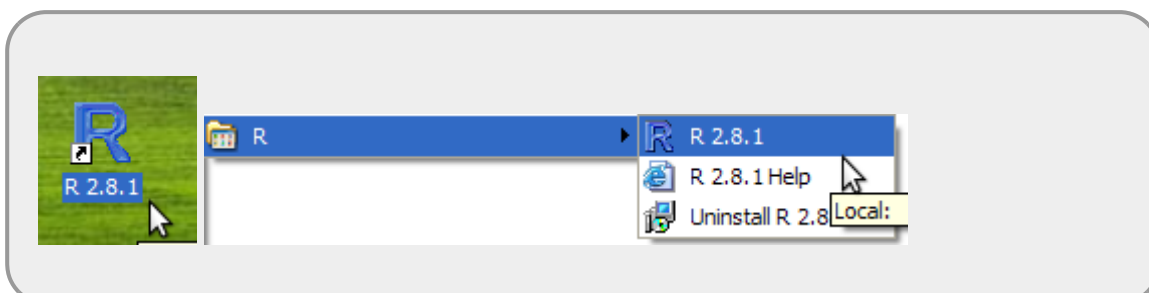 R 2.8.1
R
R 2.8.1
R 2.8.1 Help
Uninstall R 2.8
Local: